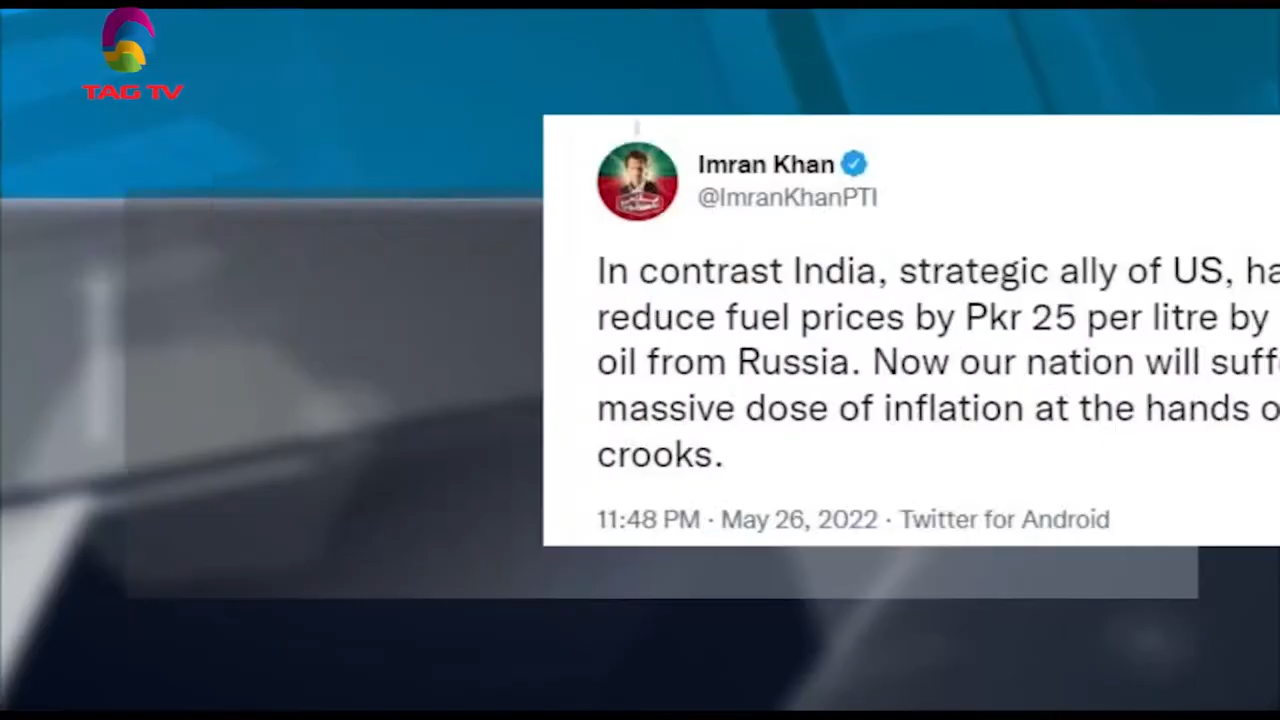 TAG TV
Imran Khan
@ImranKhanPTI
In contrast India, strategic ally of US,
reduce fuel prices by Pkr 25 per litre by
oil from Russia. Now our nation will
massive dose of inflation at the hands
crooks.
11:48 PM · May 26, 2022 · Twitter for Android